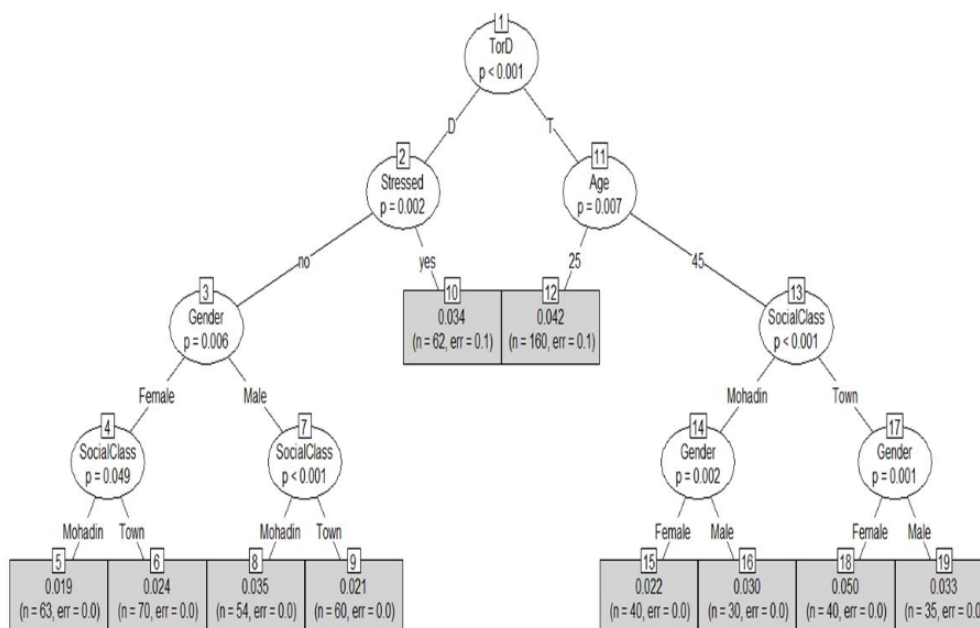 1
TorD
p < 0.001
D
T
2
Stressed
p = 0.002
11
Age
p = 0.007
no
yes
25
45
3
Gender
p = 0.006
10
0.034
(n = 62, err = 0.1)
12
0.042
(n = 160, err = 0.1)
13
SocialClass
p < 0.001
Female
Male
Mohadin
Town
4
SocialClass
p = 0.049
7
SocialClass
p < 0.001
14
Gender
p = 0.002
17
Gender
p = 0.001
Mohadin
Town
Mohadin
Town
Female
Male
Female
Male
5
0.019
(n = 63, err = 0.0)
6
0.024
(n = 70, err = 0.0)
8
0.035
(n = 54, err = 0.0)
9
0.021
(n = 60, err = 0.0)
15
0.022
(n = 40, err = 0.0)
16
0.030
(n = 30, err = 0.0)
18
0.050
(n = 40, err = 0.0)
19
0.033
(n = 35, err = 0.0